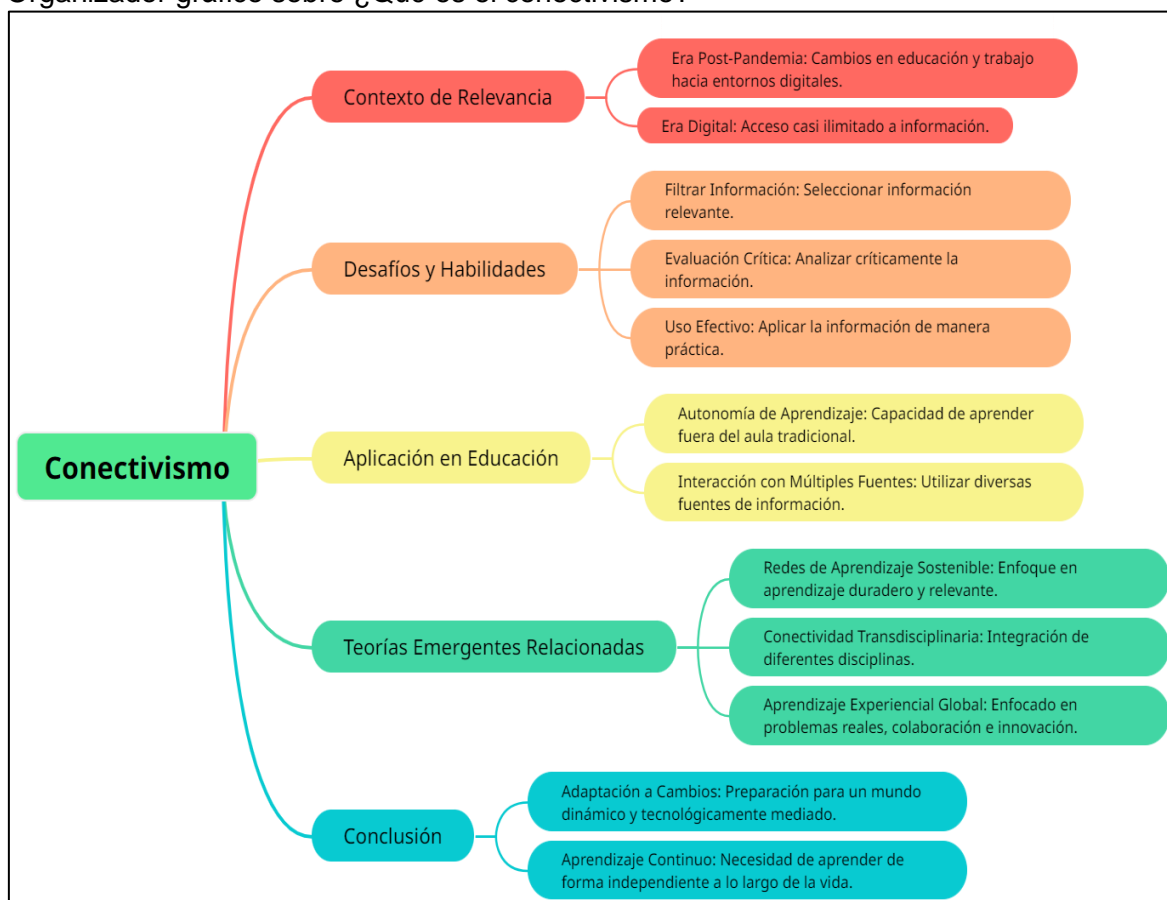 Organizador gráfico sobre ¿Qué es el conectivismo?
Contexto de Relevancia
Era Post-Pandemia: Cambios en educación y trabajo
hacia entornos digitales.
Era Digital: Acceso casi ilimitado a información.
Desafíos y Habilidades
Filtrar Información: Seleccionar información
relevante.
Evaluación Crítica: Analizar críticamente la
información.
Uso Efectivo: Aplicar la información de manera
práctica.
Conectivismo
Aplicación en Educación
Autonomía de Aprendizaje: Capacidad de aprender
fuera del aula tradicional.
Interacción con Múltiples Fuentes: Utilizar diversas
fuentes de información.
Teorías Emergentes Relacionadas
Redes de Aprendizaje Sostenible: Enfoque en
aprendizaje duradero y relevante.
Conectividad Transdisciplinaria: Integración de
diferentes disciplinas.
Aprendizaje Experiencial Global: Enfocado en
problemas reales, colaboración e innovación.
Conclusión
Adaptación a Cambios: Preparación para un mundo
dinámico y tecnológicamente mediado.
Aprendizaje Continuo: Necesidad de aprender de
forma independiente a lo largo de la vida.